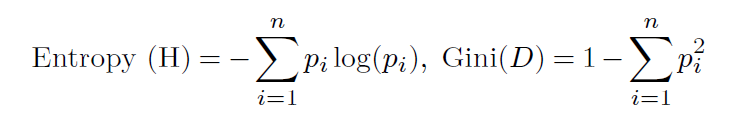 Entropy (H) = −∑_{i=1}^{n} p_i log(p_i), Gini(D) = 1 − ∑_{i=1}^{n} p_i^2